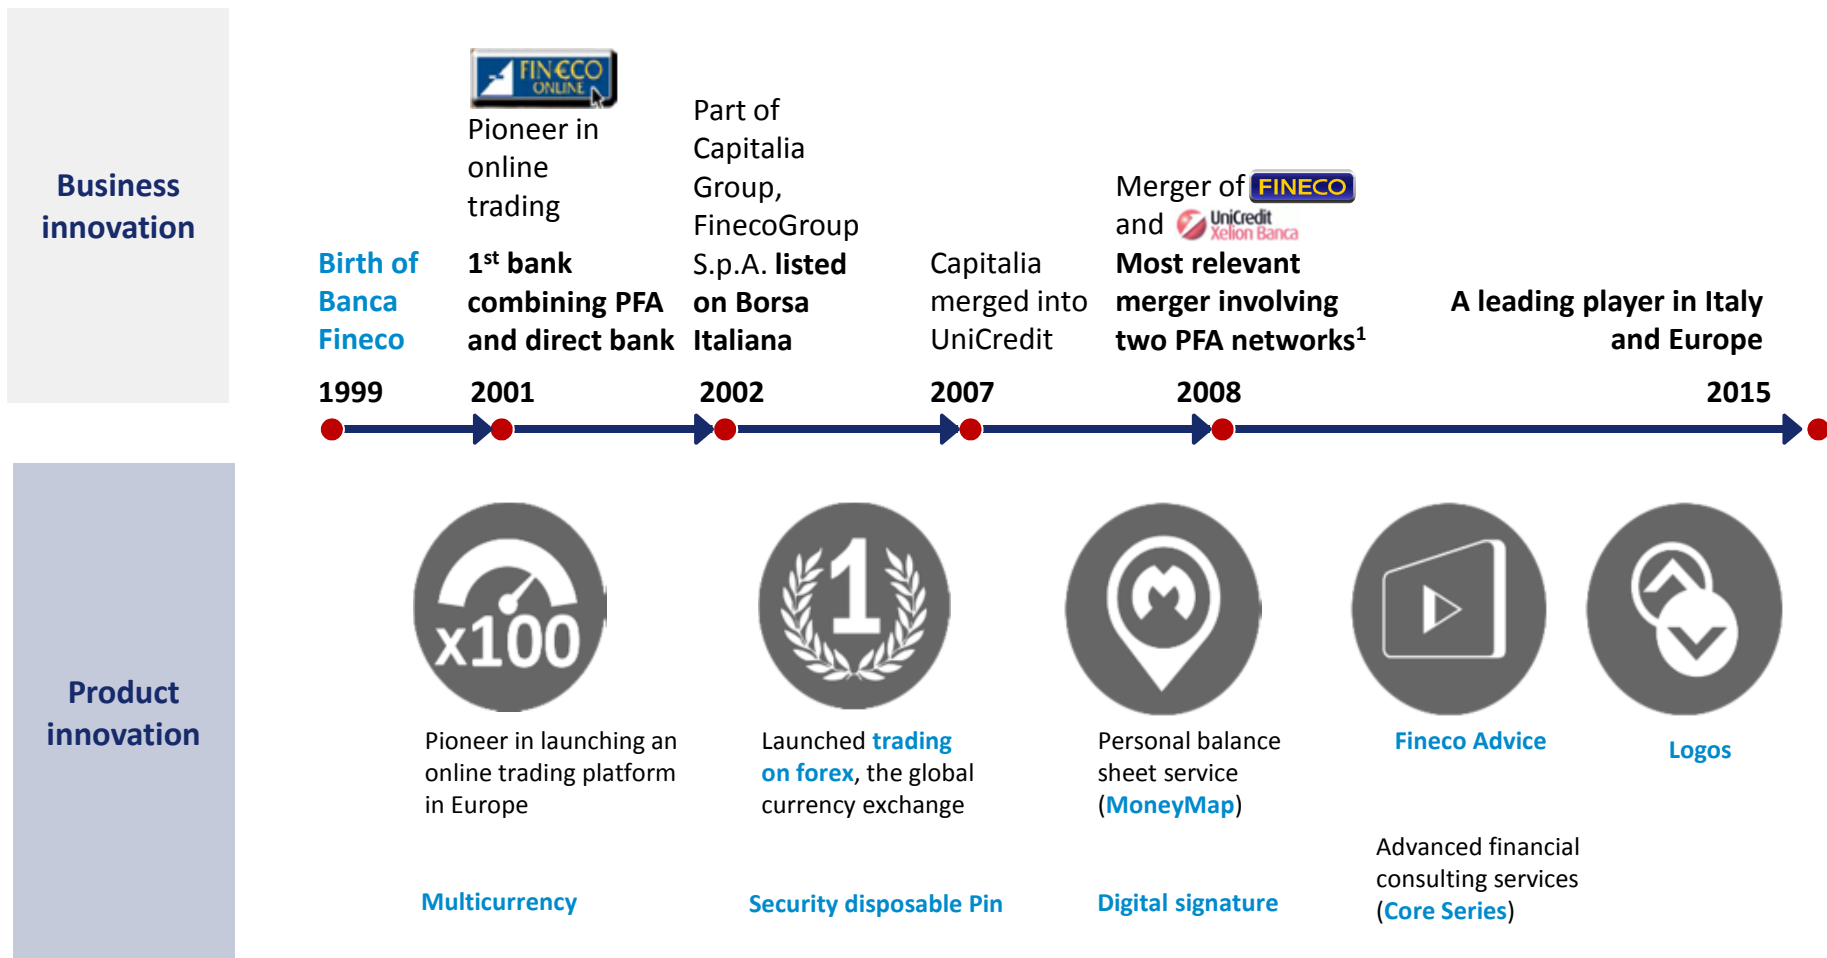 Business
innovation
FIN€CO
ONLINE
Pioneer in
online
trading
1st bank
combining PFA
and direct bank
Part of
Capitalia
Group,
FinecoGroup
S.p.A. listed
on Borsa
Italiana
Merger of FINECO
and UniCredit
Xelion Banca
Most relevant
merger involving
two PFA networks1
Birth of
Banca
Fineco
Capitalia
merged into
UniCredit
A leading player in Italy
and Europe
1999
2001
2002
2007
2008
2015
Product
innovation
x100
1
Pioneer in launching an
online trading platform
in Europe
Launched trading
on forex, the global
currency exchange
Personal balance
sheet service
(MoneyMap)
Fineco Advice
Logos
Multicurrency
Security disposable Pin
Digital signature
Advanced financial
consulting services
(Core Series)